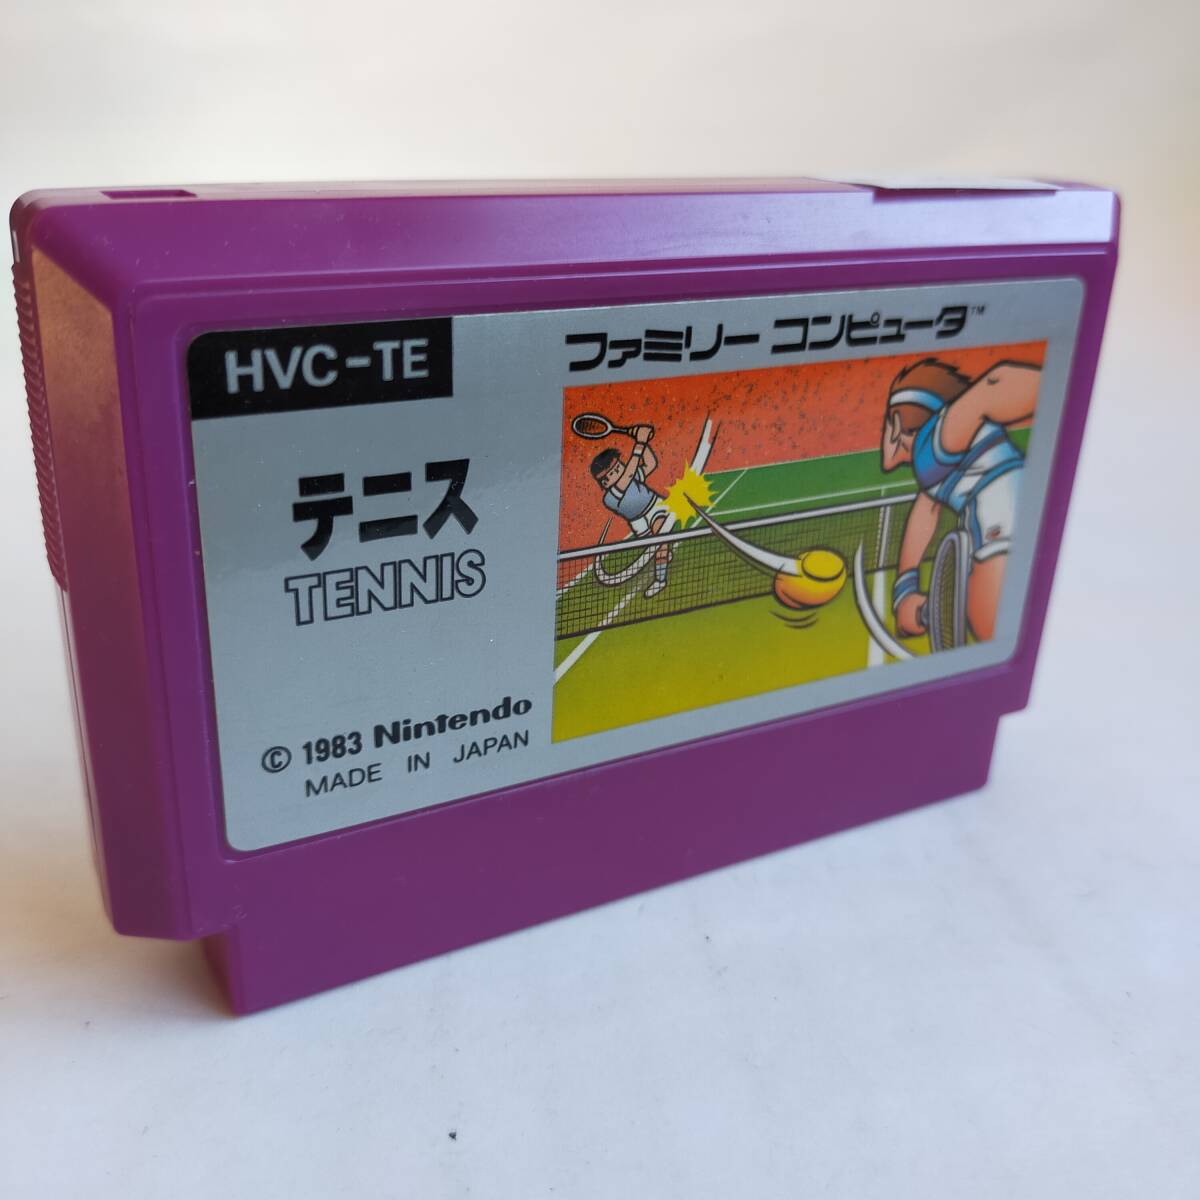 HVC-TE
ファミリー コンピュータ™
テニス
TENNIS
© 1983 Nintendo
MADE IN JAPAN